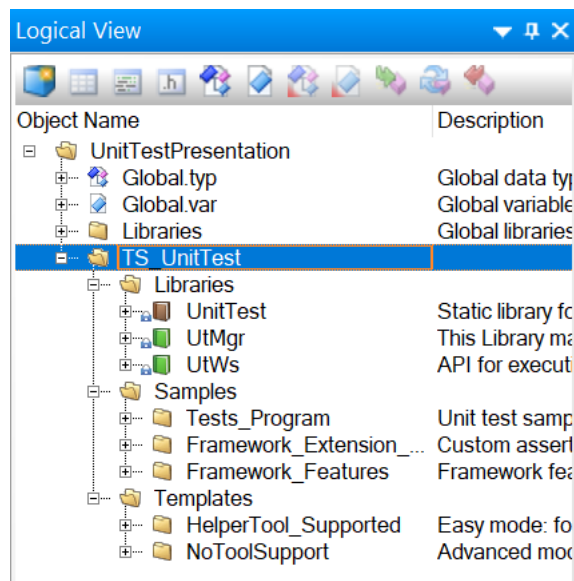 Logical View
Object Name Description
UnitTestPresentation
Global.typ Global data typ
Global.var Global variable
Libraries Global libraries
TS_UnitTest
Libraries
UnitTest Static library fo
UtMgr This Library ma
UtWs API for executi
Samples
Tests_Program Unit test samp
Framework_Extension_... Custom assert
Framework_Features Framework fea
Templates
HelperTool_Supported Easy mode: fo
NoToolSupport Advanced mod